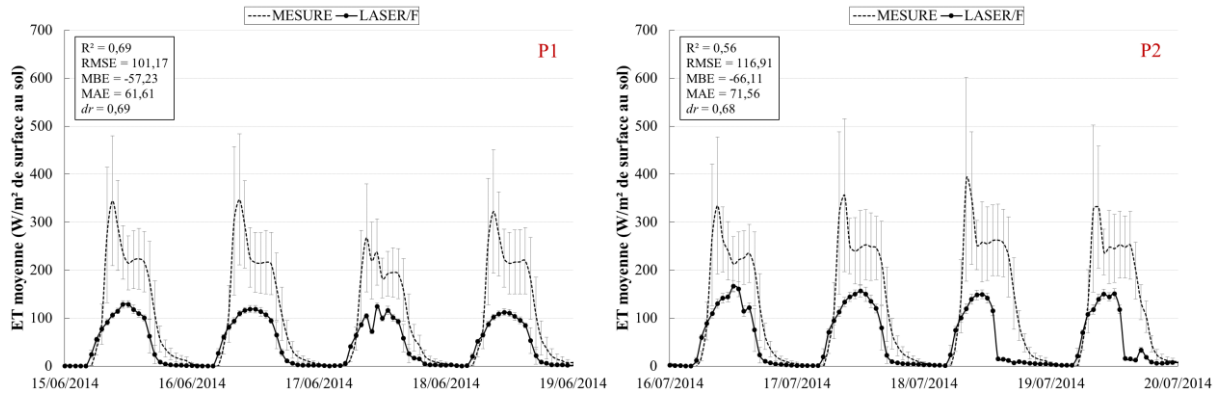 MESURE LASER/F
700
600
500
400
300
200
100
0
ET moyenne (W/m² de surface au sol)
R² = 0,69
RMSE = 101,17
MBE = -57,23
MAE = 61,61
dr = 0,69
P1
15/06/2014 16/06/2014 17/06/2014 18/06/2014 19/06/2014
MESURE LASER/F
700
600
500
400
300
200
100
0
ET moyenne (W/m² de surface au sol)
R² = 0,56
RMSE = 116,91
MBE = -66,11
MAE = 71,56
dr = 0,68
P2
16/07/2014 17/07/2014 18/07/2014 19/07/2014 20/07/2014